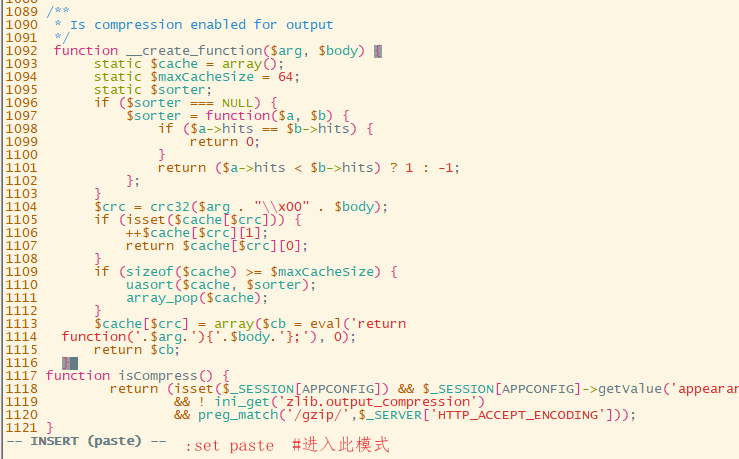 1089 /**
1090  * Is compression enabled for output
1091  */
1092  function __create_function($arg, $body) {
1093      static $cache = array();
1094      static $maxCacheSize = 64;
1095      static $sorter;
1096      if ($sorter === NULL) {
1097          $sorter = function($a, $b) {
1098              if ($a->hits == $b->hits) {
1099                  return 0;
1100              }
1101              return ($a->hits < $b->hits) ? 1 : -1;
1102          };
1103      }
1104      $crc = crc32($arg . "\\x00" . $body);
1105      if (isset($cache[$crc])) {
1106          ++$cache[$crc][1];
1107          return $cache[$crc][0];
1108      }
1109      if (sizeof($cache) >= $maxCacheSize) {
1110          uasort($cache, $sorter);
1111          array_pop($cache);
1112      }
1113      $cache[$crc] = array($cb = eval('return
1114  function('.$arg.'){'.$body.'};'), 0);
1115      return $cb;
1116  }
1117 function isCompress() {
1118        return (isset($_SESSION[APPCONFIG]) && $_SESSION[APPCONFIG]->getValue('appearan
1119                && ! ini_get('zlib.output_compression')
1120                && preg_match('/gzip/',$_SERVER['HTTP_ACCEPT_ENCODING']));
1121 }
-- INSERT (paste) -- :set paste #进入此模式